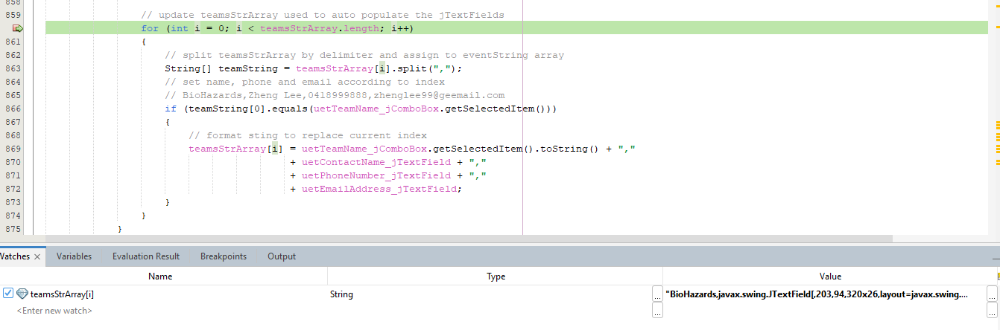 858
859 // update teamsStrArray used to auto populate the jTextFields
for (int i = 0; i < teamsStrArray.length; i++)
861 {
862 // split teamsStrArray by delimiter and assign to eventString array
863 String[] teamString = teamsStrArray[i].split(",");
864 // set name, phone and email according to index
865 // BioHazards,Zheng Lee,0418999888,zhenglee99@geemail.com
866 if (teamString[0].equals(uetTeamName_jComboBox.getSelectedItem()))
867 {
868 // format sting to replace current index
869 teamsStrArray[i] = uetTeamName_jComboBox.getSelectedItem().toString() + ","
870 + uetContactName_jTextField + ","
871 + uetPhoneNumber_jTextField + ","
872 + uetEmailAddress_jTextField;
873 }
874 }
875 }
Watches × Variables Evaluation Result Breakpoints Output
Name Type Value
teamsStrArray[i] String ... "BioHazards,javax.swing.JTextField[,203,94,320x26,layout=javax.swing.... ...
<Enter new watch> ... ...